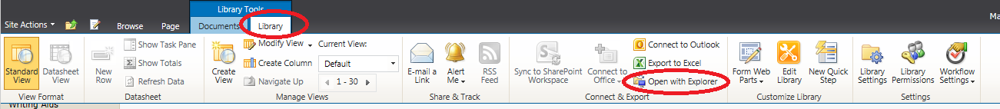 Library Tools
Ma
Site Actions
Browse
Page
Documents
Library
Standard View
Datasheet View
New Row
Show Task Pane
Show Totals
Refresh Data
Create View
Modify View
Create Column
Navigate Up
Current View:
Default
1 - 30
E-mail a Link
Alert Me
RSS Feed
Sync to SharePoint Workspace
Connect to Office
Connect to Outlook
Export to Excel
Open with Explorer
Form Web Parts
Edit Library
New Quick Step
Library Settings
Library Permissions
Workflow Settings
View Format
Datasheet
Manage Views
Share & Track
Connect & Export
Customize Library
Settings
Writing Aids